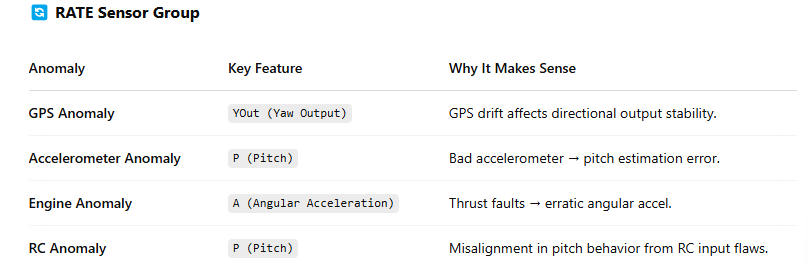 RATE Sensor Group
Anomaly Key Feature Why It Makes Sense
GPS Anomaly YOut (Yaw Output) GPS drift affects directional output stability.
Accelerometer Anomaly P (Pitch) Bad accelerometer → pitch estimation error.
Engine Anomaly A (Angular Acceleration) Thrust faults → erratic angular accel.
RC Anomaly P (Pitch) Misalignment in pitch behavior from RC input flaws.